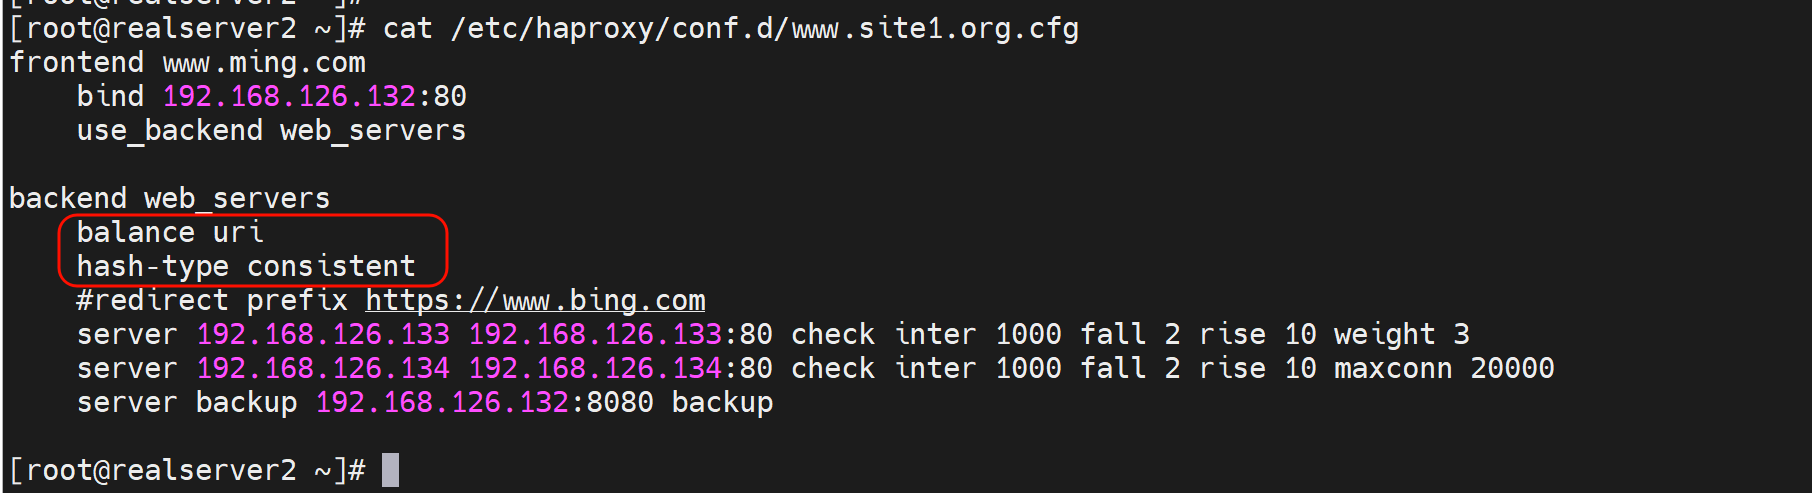 [root@realserver2 ~]#
[root@realserver2 ~]# cat /etc/haproxy/conf.d/www.site1.org.cfg
frontend www.ming.com
    bind 192.168.126.132:80
    use_backend web_servers

backend web_servers
    balance uri
    hash-type consistent
    #redirect prefix https://www.bing.com
    server 192.168.126.133 192.168.126.133:80 check inter 1000 fall 2 rise 10 weight 3
    server 192.168.126.134 192.168.126.134:80 check inter 1000 fall 2 rise 10 maxconn 20000
    server backup 192.168.126.132:8080 backup

[root@realserver2 ~]#